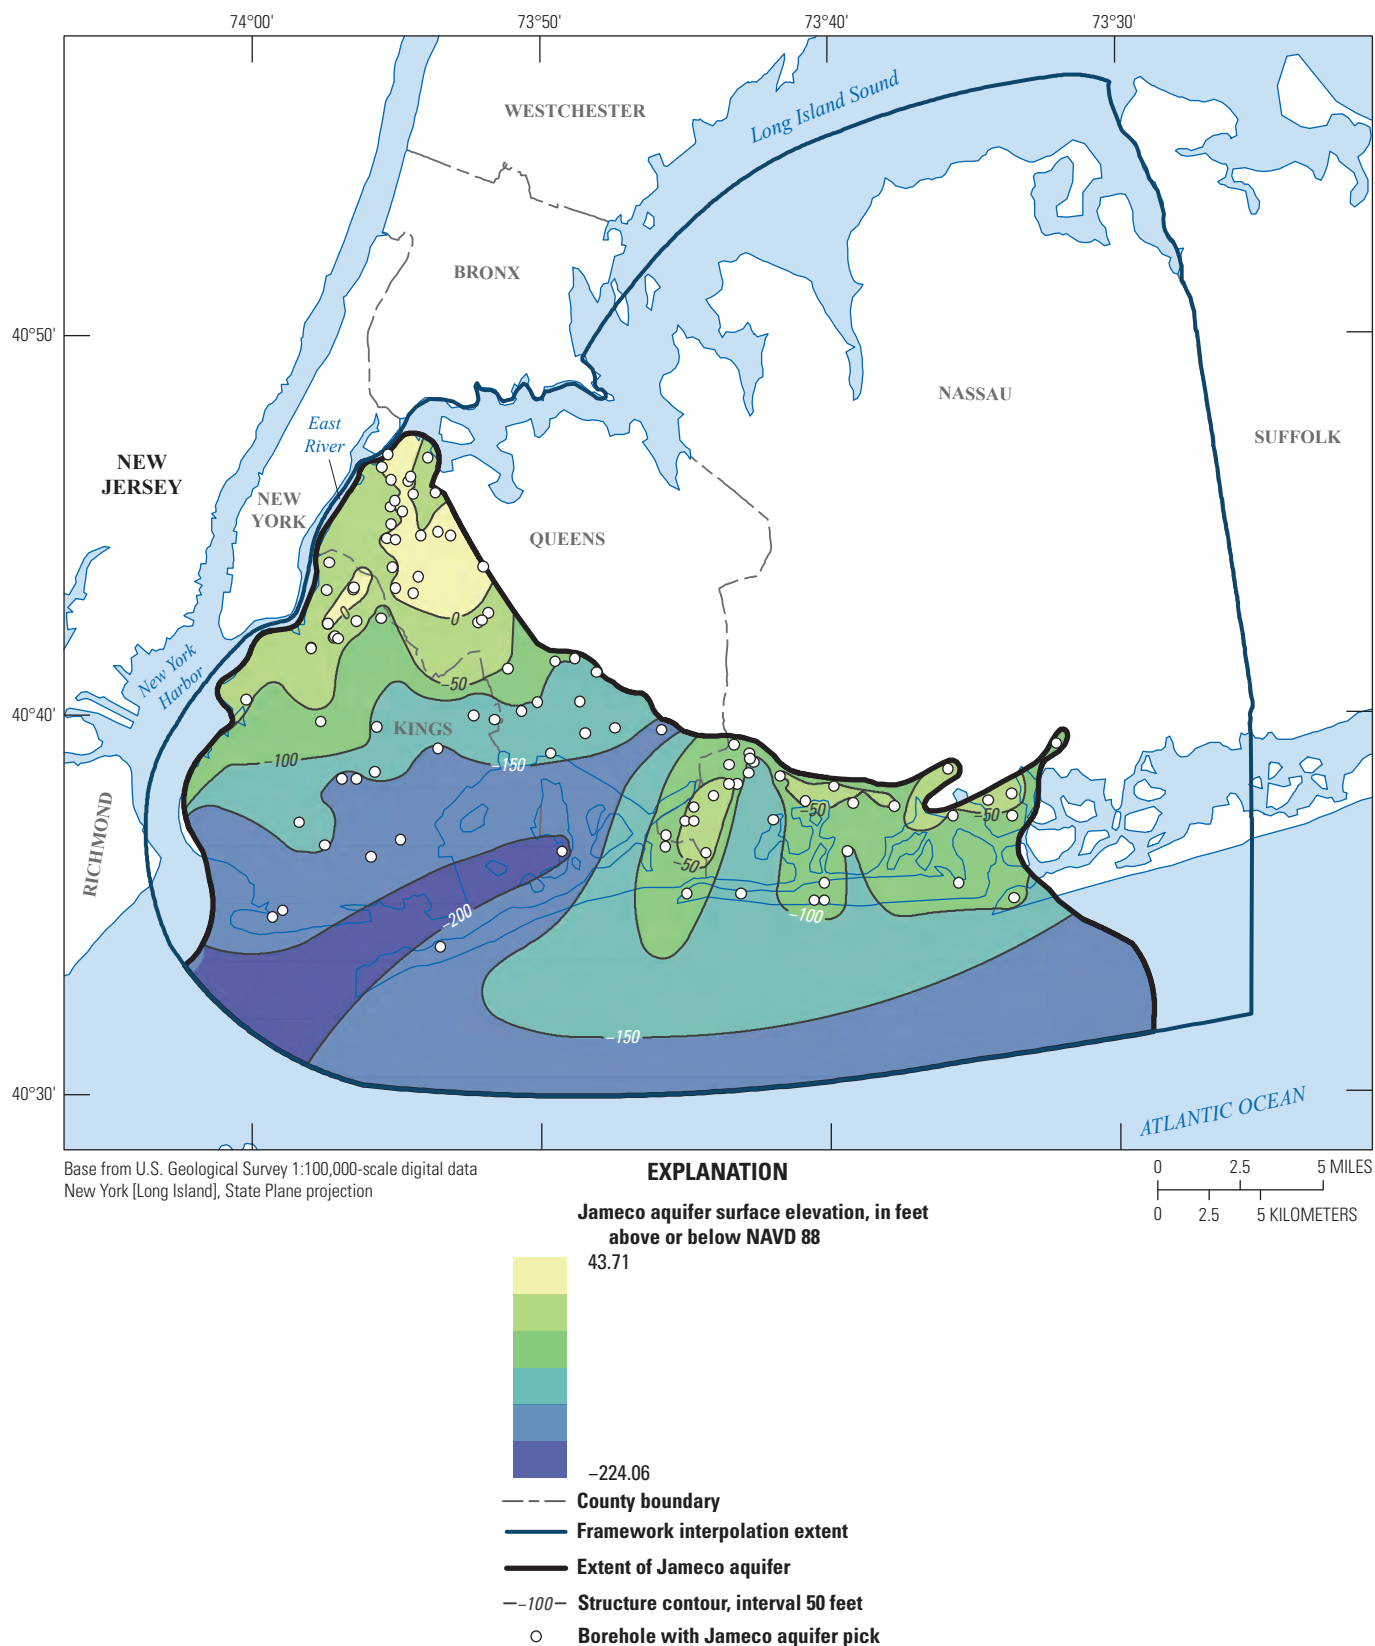 74°00'
73°50'
73°40'
73°30'
WESTCHESTER
Long Island Sound
BRONX
40°50'
NASSAU
East
River
SUFFOLK
NEW
JERSEY
NEW
YORK
QUEENS
0
0
New York
Harbor
−50
40°40'
KINGS
−100
−150
−50
−50
RICHMOND
−50
−200
−100
−150
40°30'
ATLANTIC OCEAN
Base from U.S. Geological Survey 1:100,000-scale digital data
New York [Long Island], State Plane projection
0 2.5 5 MILES
0 2.5 5 KILOMETERS
EXPLANATION
Jameco aquifer surface elevation, in feet
above or below NAVD 88
43.71
−224.06
County boundary
Framework interpolation extent
Extent of Jameco aquifer
−100 Structure contour, interval 50 feet
Borehole with Jameco aquifer pick